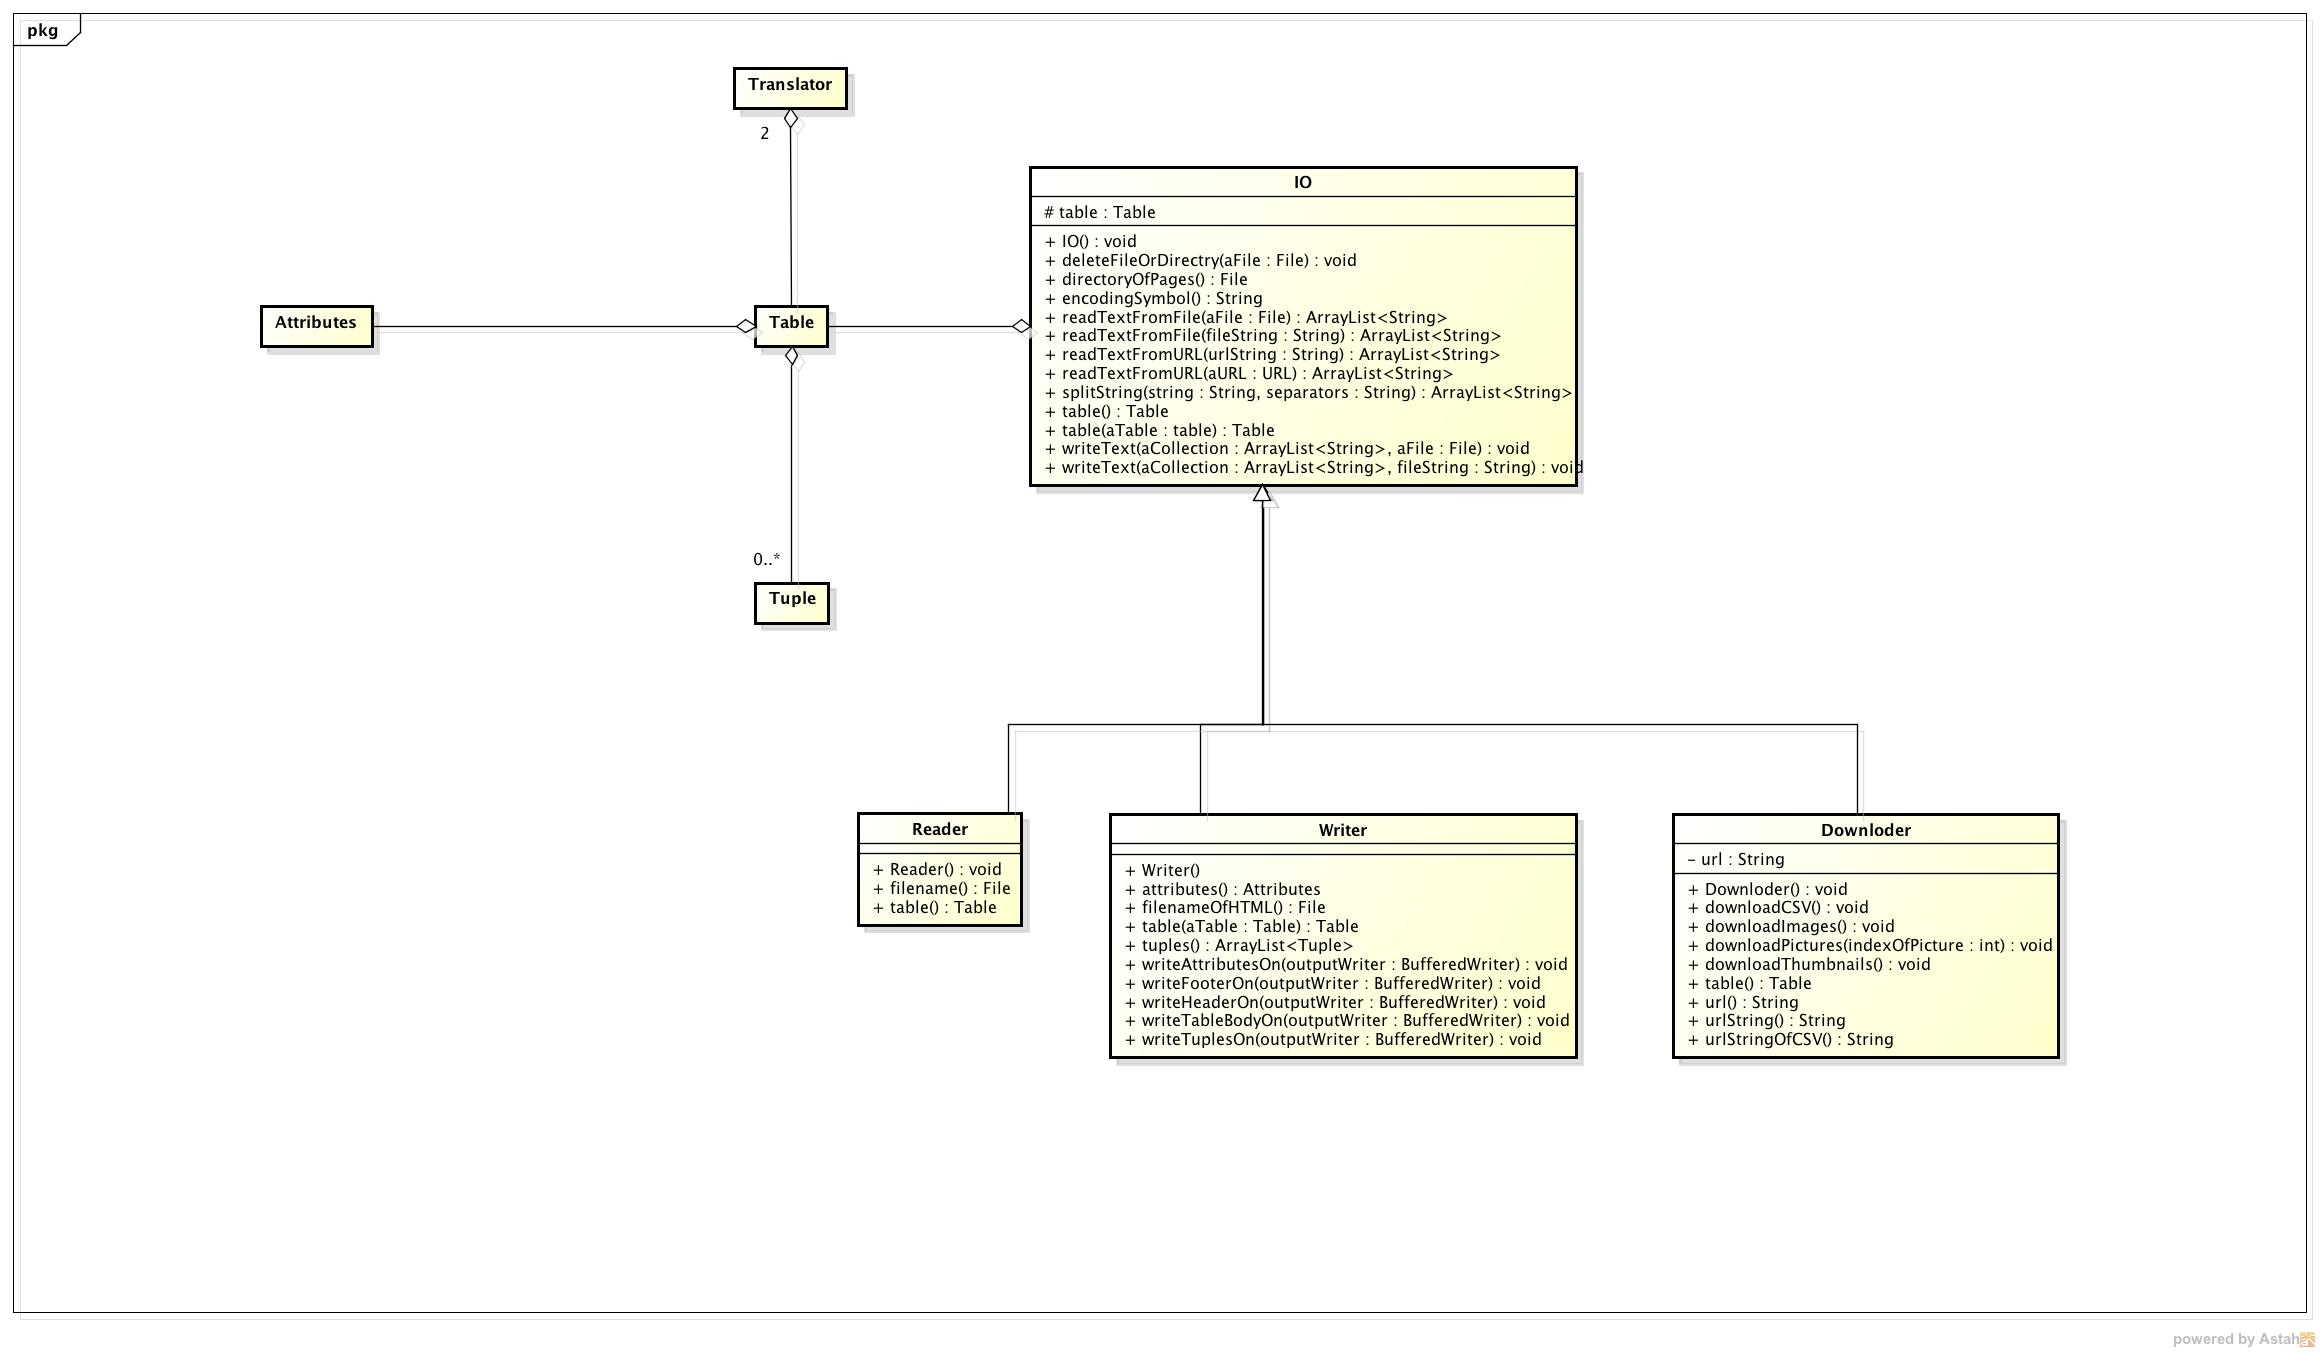 pkg
Translator
2
IO
# table : Table
+ IO() : void
+ deleteFileOrDirectry(aFile : File) : void
+ directoryOfPages() : File
+ encodingSymbol() : String
+ readTextFromFile(aFile : File) : ArrayList<String>
+ readTextFromFile(fileString : String) : ArrayList<String>
+ readTextFromURL(urlString : String) : ArrayList<String>
+ readTextFromURL(aURL : URL) : ArrayList<String>
+ splitString(string : String, separators : String) : ArrayList<String>
+ table() : Table
+ table(aTable : table) : Table
+ writeText(aCollection : ArrayList<String>, aFile : File) : void
+ writeText(aCollection : ArrayList<String>, fileString : String) : void
Attributes
Table
0..*
Tuple
Reader
+ Reader() : void
+ filename() : File
+ table() : Table
Writer
+ Writer()
+ attributes() : Attributes
+ filenameOfHTML() : File
+ table(aTable : Table) : Table
+ tuples() : ArrayList<Tuple>
+ writeAttributesOn(outputWriter : BufferedWriter) : void
+ writeFooterOn(outputWriter : BufferedWriter) : void
+ writeHeaderOn(outputWriter : BufferedWriter) : void
+ writeTableBodyOn(outputWriter : BufferedWriter) : void
+ writeTuplesOn(outputWriter : BufferedWriter) : void
Downloder
- url : String
+ Downloder() : void
+ downloadCSV() : void
+ downloadImages() : void
+ downloadPictures(indexOfPicture : int) : void
+ downloadThumbnails() : void
+ table() : Table
+ url() : String
+ urlString() : String
+ urlStringOfCSV() : String
powered by Astah